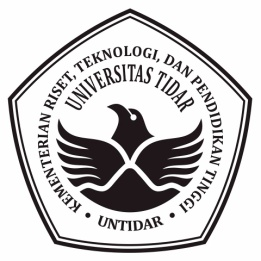 KEMENTERIAN RISET, TEKNOLOGI, DAN PENDIDIKAN TINGGI
UNIVERSITAS TIDAR
• UNTIDAR •